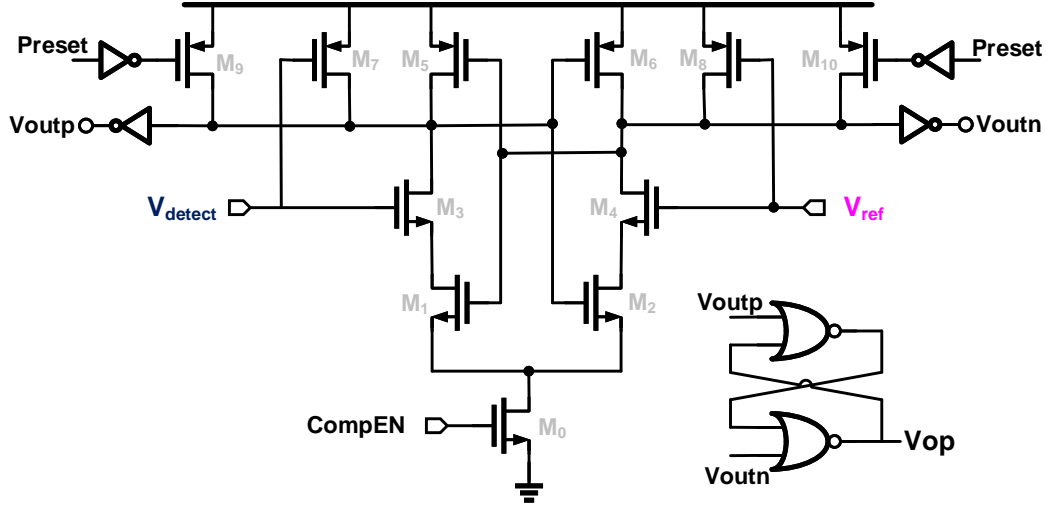 Preset
M9
M7
M5
M6
M8
M10
Preset
Voutp
Voutn
Vdetect
M3
M4
Vref
M1
M2
Voutp
CompEN
M0
Vop
Voutn